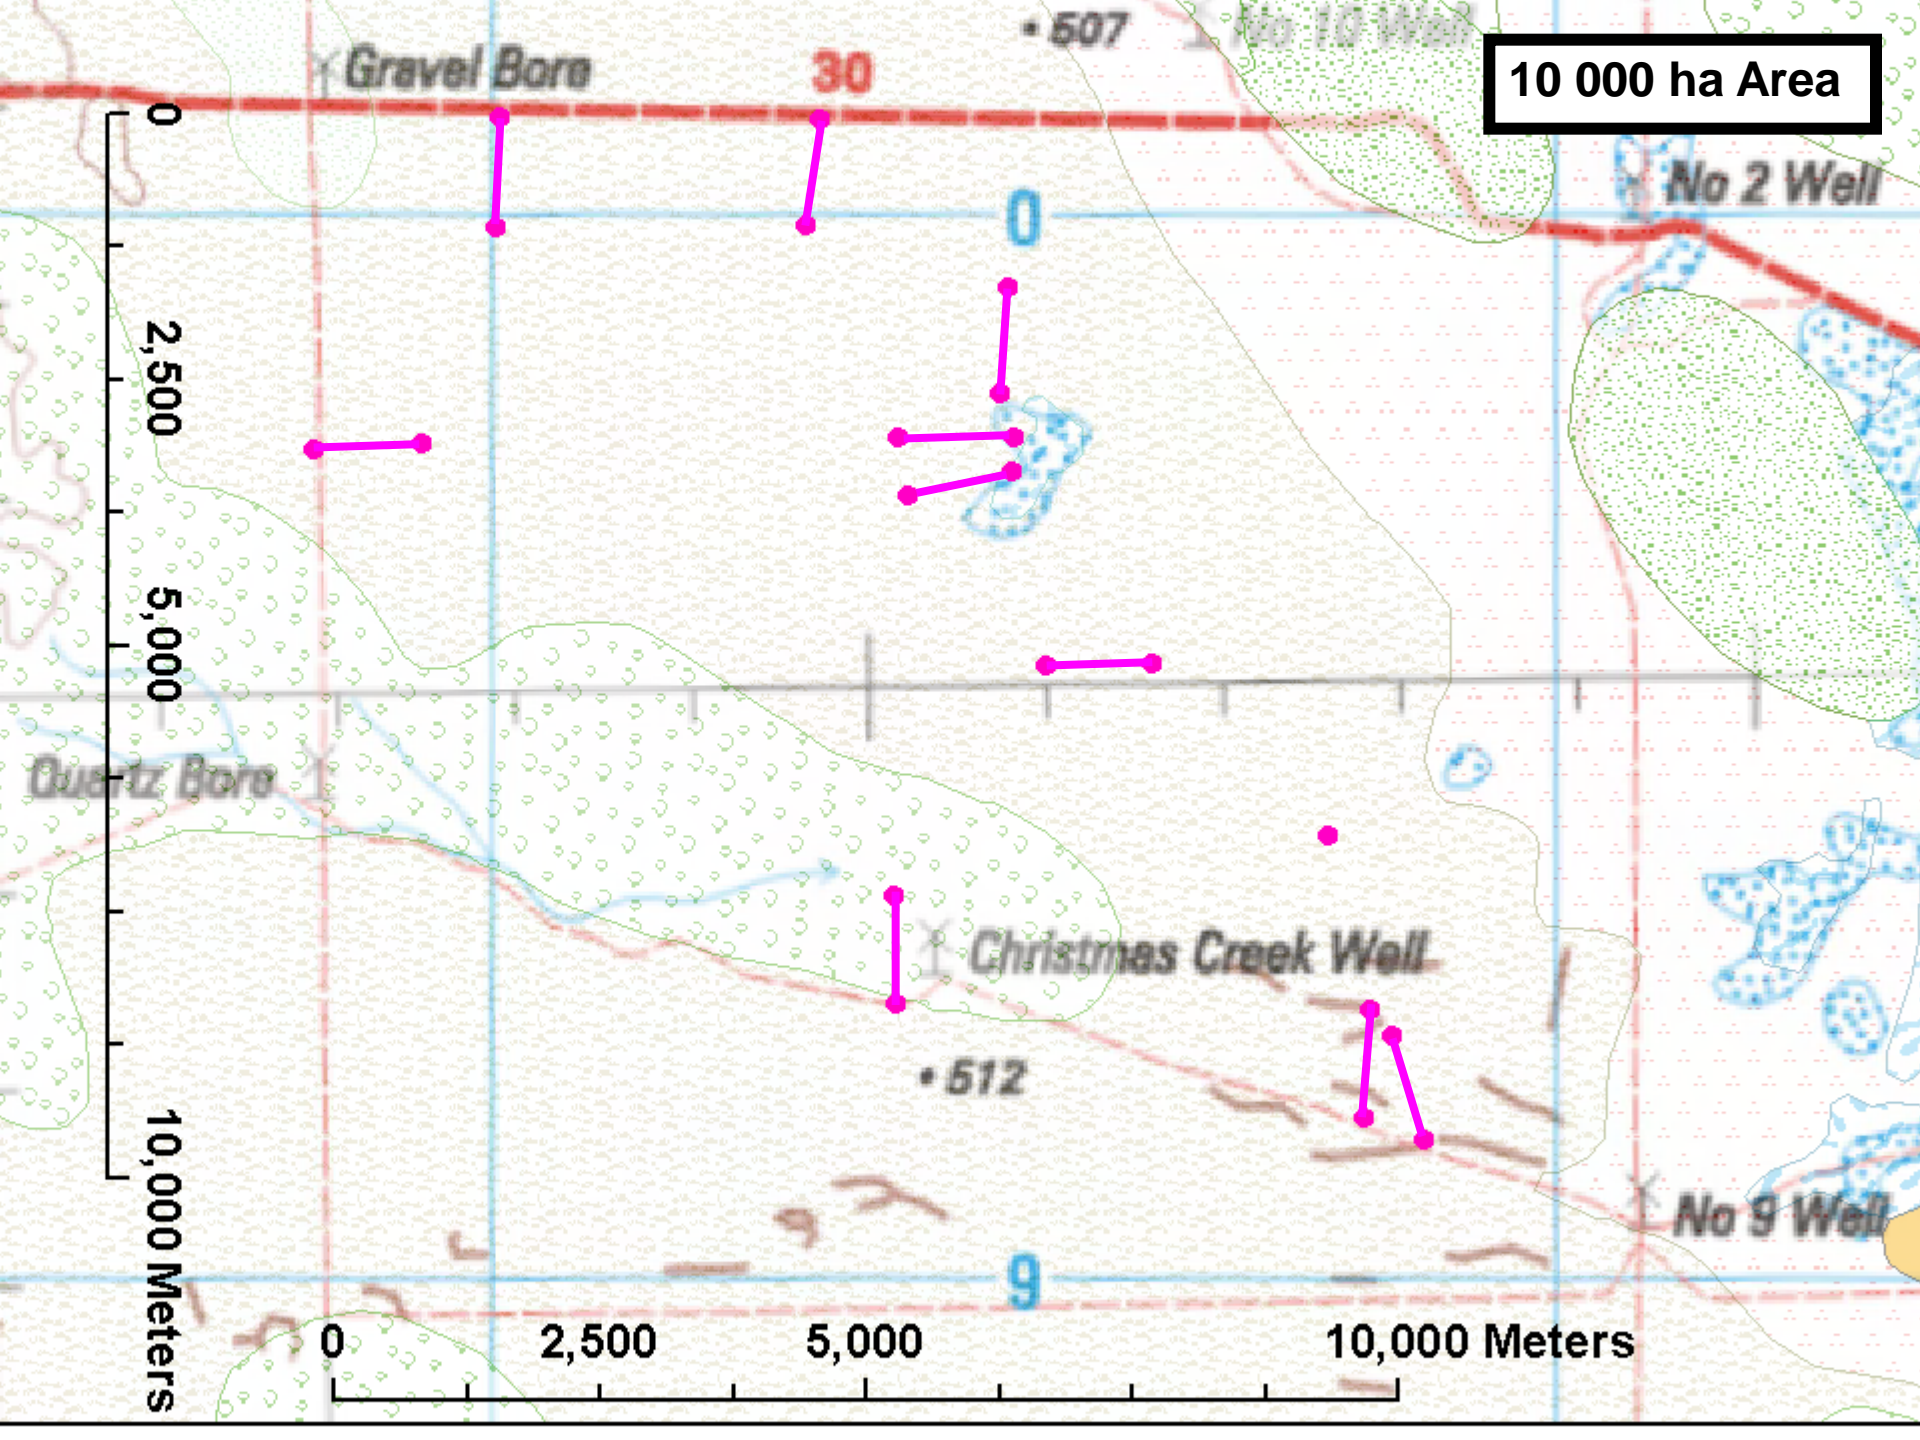 507
No 10 Well
10 000 ha Area
Gravel Bore
30
0
No 2 Well
0
2,500
5,000
Quartz Bore
Christmas Creek Well
512
10,000 Meters
No 9 Well
9
0
2,500
5,000
10,000 Meters